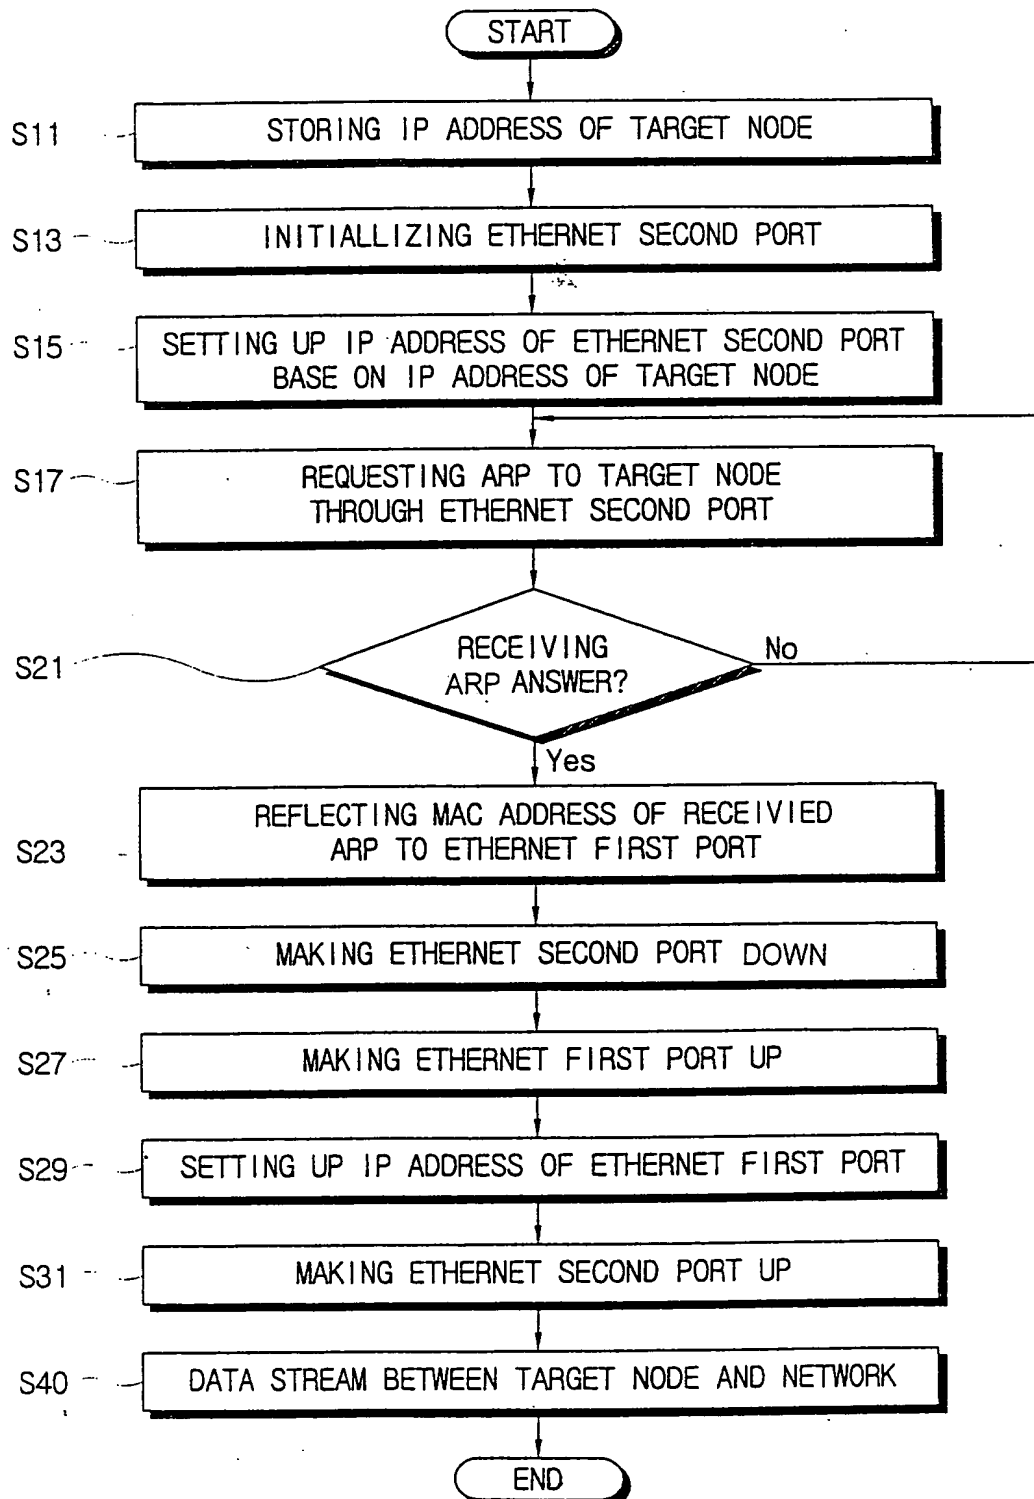 START
S11
STORING IP ADDRESS OF TARGET NODE
S13
INITIALLIZING ETHERNET SECOND PORT
S15
SETTING UP IP ADDRESS OF ETHERNET SECOND PORT
BASE ON IP ADDRESS OF TARGET NODE
S17
REQUESTING ARP TO TARGET NODE
THROUGH ETHERNET SECOND PORT
S21
RECEIVING
ARP ANSWER?
No
Yes
S23
REFLECTING MAC ADDRESS OF RECEIVIED
ARP TO ETHERNET FIRST PORT
S25
MAKING ETHERNET SECOND PORT DOWN
S27
MAKING ETHERNET FIRST PORT UP
S29
SETTING UP IP ADDRESS OF ETHERNET FIRST PORT
S31
MAKING ETHERNET SECOND PORT UP
S40
DATA STREAM BETWEEN TARGET NODE AND NETWORK
END